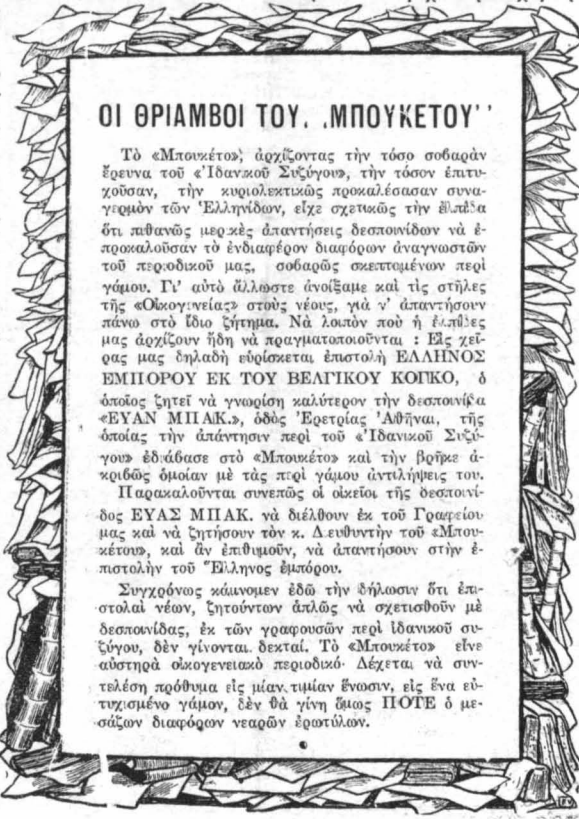 ΟΙ ΘΡΙΑΜΒΟΙ ΤΟΥ ,,ΜΠΟΥΚΕΤΟΥ''
Τὸ «Μπουκέτο», ἀρχίζοντας τὴν τόσο σοβαρὰν
ἔρευνα τοῦ «Ἰδανικοῦ Συζύγου», τὴν τόσον ἐπιτυ-
χοῦσαν, τὴν κυριολεκτικῶς προκαλέσασαν συνα-
γερμὸν τῶν Ἑλληνίδων, εἶχε σχετικῶς τὴν ἐλπίδα
ὅτι πιθανῶς μερικὲς ἀπαντήσεις δεσποινίδων νὰ ἐ-
προκαλοῦσαν τὸ ἐνδιαφέρον διαφόρων ἀναγνωστῶν
τοῦ περιοδικοῦ μας, σοβαρῶς σκεπτομένων περὶ
γάμου. Γι' αὐτὸ ἄλλωστε ἀνοίξαμε καὶ τὶς στῆλες
τῆς «Οἰκογενείας» στοὺς νέους, γιὰ ν' ἀπαντήσουν
πάνω στὸ ἴδιο ζήτημα. Νὰ λοιπὸν ποὺ ἡ ἐλπίδες
μας ἀρχίζουν ἤδη νὰ πραγματοποιοῦνται : Εἰς χεῖ-
ρας μας δηλαδὴ εὑρίσκεται ἐπιστολὴ ΕΛΛΗΝΟΣ
ΕΜΠΟΡΟΥ ΕΚ ΤΟΥ ΒΕΛΓΙΚΟΥ ΚΟΓΚΟ, ὁ
ὁποῖος ζητεῖ νὰ γνωρίση καλύτερον τὴν δεσποινίδα
«ΕΥΑΝ ΜΠΑΚ.», ὁδὸς Ἐρετρίας Ἀθῆναι, τῆς
ὁποίας τὴν ἀπάντησιν περὶ τοῦ «Ἰδανικοῦ Συζύ-
γου» ἐδιάβασε στὸ «Μπουκέτο» καὶ τὴν βρῆκε ἀ-
κριβῶς ὁμοίαν μὲ τὰς περὶ γάμου ἀντιλήψεις του.
Παρακαλοῦνται συνεπῶς οἱ οἰκεῖοι τῆς δεσποινί-
δος ΕΥΑΣ ΜΠΑΚ. νὰ διέλθουν ἐκ τοῦ Γραφείου
μας καὶ νὰ ζητήσουν τὸν κ. Διευθυντὴν τοῦ «Μπου-
κέτου», καὶ ἂν ἐπιθυμοῦν, νὰ ἀπαντήσουν στὴν ἐ-
πιστολὴν τοῦ Ἕλληνος ἐμπόρου.
Συγχρόνως κάμνομεν ἐδῶ τὴν δήλωσιν ὅτι ἐπι-
στολαὶ νέων, ζητούντων ἁπλῶς νὰ σχετισθοῦν μὲ
δεσποινίδας, ἐκ τῶν γραφουσῶν περὶ ἰδανικοῦ συ-
ζύγου, δὲν γίνονται δεκταί. Τὸ «Μπουκέτο» εἶνε
αὐστηρὰ οἰκογενειακὸ περιοδικό· Δέχεται νὰ συν-
τελέση πρόθυμα εἰς μίαν τιμίαν ἕνωσιν, εἰς ἕνα εὐ-
τυχισμένο γάμον, δὲν θὰ γίνη ὅμως ΠΟΤΕ ὁ με-
σάζων διαφόρων νεαρῶν ἐρωτύλων.